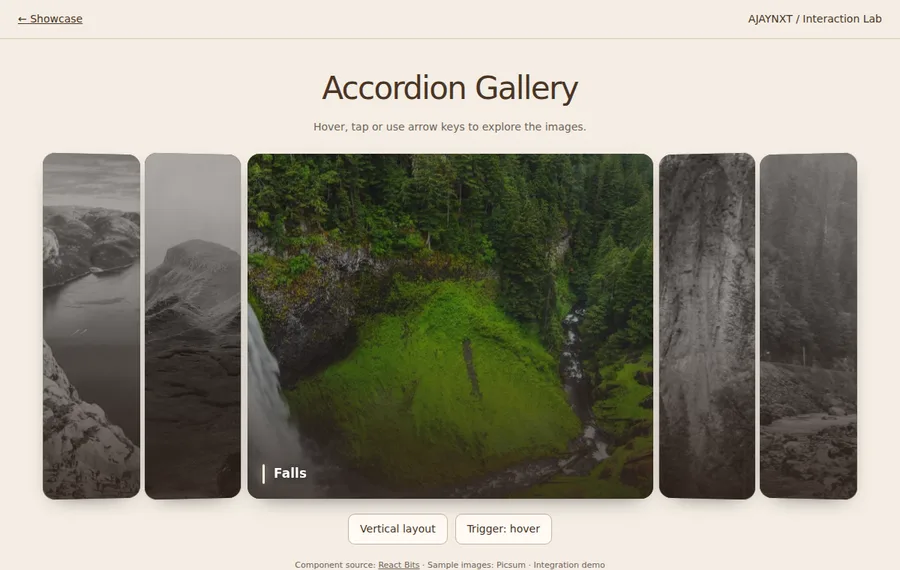 ← Showcase
AJAYNXT / Interaction Lab
Accordion Gallery
Hover, tap or use arrow keys to explore the images.
Falls
Vertical layout
Trigger: hover
Component source: React Bits · Sample images: Picsum · Integration demo